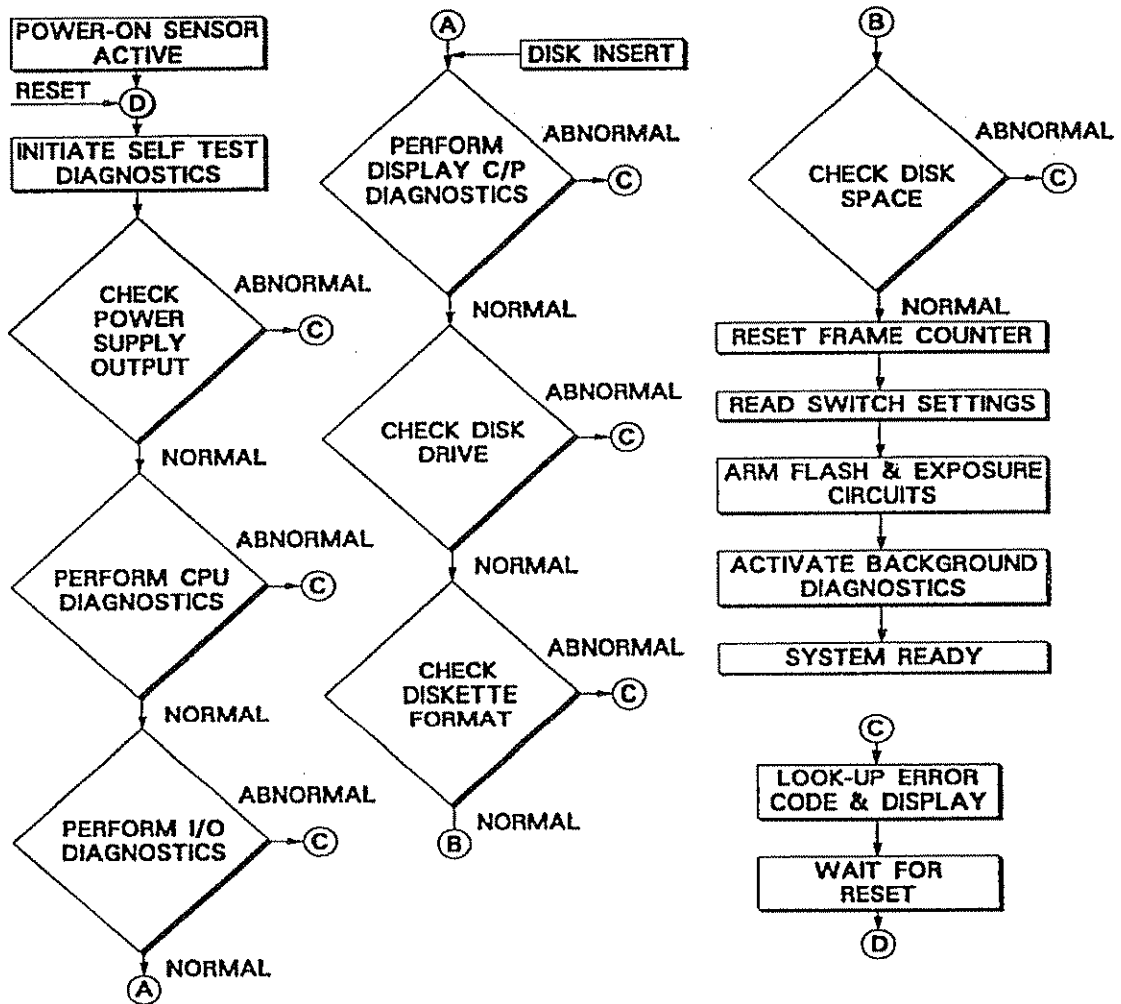 POWER-ON SENSOR
ACTIVE
RESET
D
INITIATE SELF TEST
DIAGNOSTICS
CHECK
POWER
SUPPLY
OUTPUT
ABNORMAL
C
NORMAL
PERFORM CPU
DIAGNOSTICS
ABNORMAL
C
NORMAL
PERFORM I/O
DIAGNOSTICS
ABNORMAL
C
NORMAL
A
A
DISK INSERT
PERFORM
DISPLAY C/P
DIAGNOSTICS
ABNORMAL
C
NORMAL
CHECK DISK
DRIVE
ABNORMAL
C
NORMAL
CHECK
DISKETTE
FORMAT
ABNORMAL
C
NORMAL
B
B
CHECK DISK
SPACE
ABNORMAL
C
NORMAL
RESET FRAME COUNTER
READ SWITCH SETTINGS
ARM FLASH & EXPOSURE
CIRCUITS
ACTIVATE BACKGROUND
DIAGNOSTICS
SYSTEM READY
C
LOOK-UP ERROR
CODE & DISPLAY
WAIT FOR
RESET
D